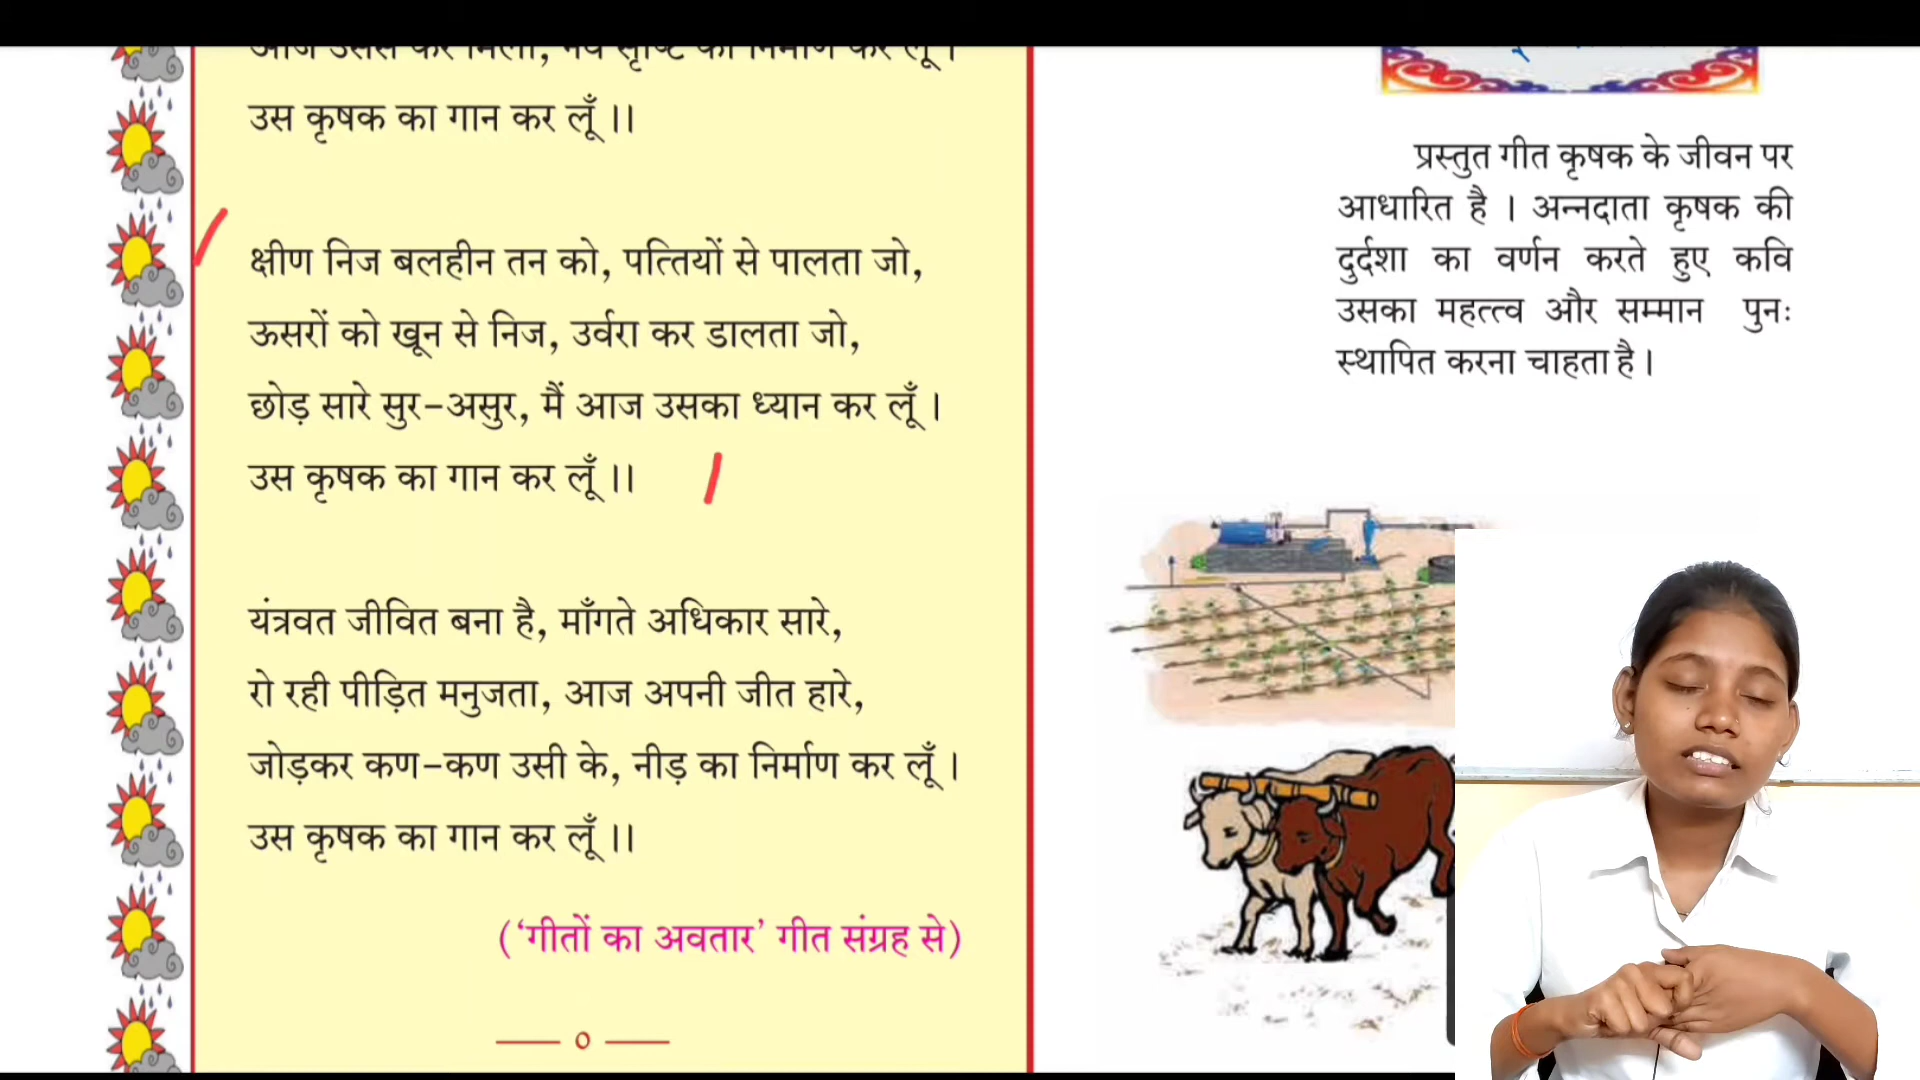 उस कृषक का गान कर लूँ ।।
क्षीण निज बलहीन तन को, पत्तियों से पालता जो,
ऊसरों को खून से निज, उर्वरा कर डालता जो,
छोड़ सारे सुर-असुर, मैं आज उसका ध्यान कर लूँ ।
उस कृषक का गान कर लूँ ।।
यंत्रवत जीवित बना है, माँगते अधिकार सारे,
रो रही पीड़ित मनुजता, आज अपनी जीत हारे,
जोड़कर कण-कण उसी के, नीड़ का निर्माण कर लूँ ।
उस कृषक का गान कर लूँ ।।
(‘गीतों का अवतार’ गीत संग्रह से)
०
प्रस्तुत गीत कृषक के जीवन पर
आधारित है । अन्नदाता कृषक की
दुर्दशा का वर्णन करते हुए कवि
उसका महत्त्व और सम्मान पुनः
स्थापित करना चाहता है ।